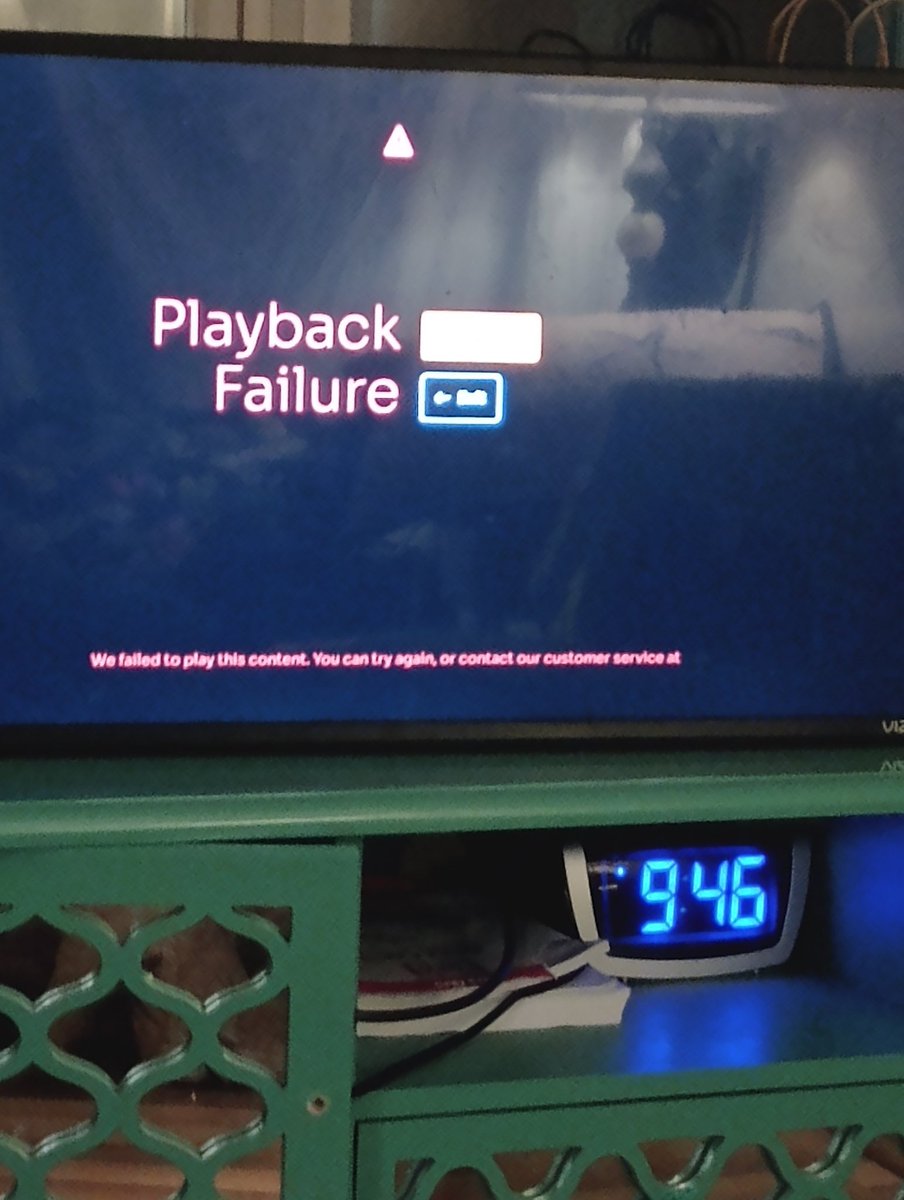 Playback
Failure
We failed to play this content. You can try again, or contact our customer service at
9:46